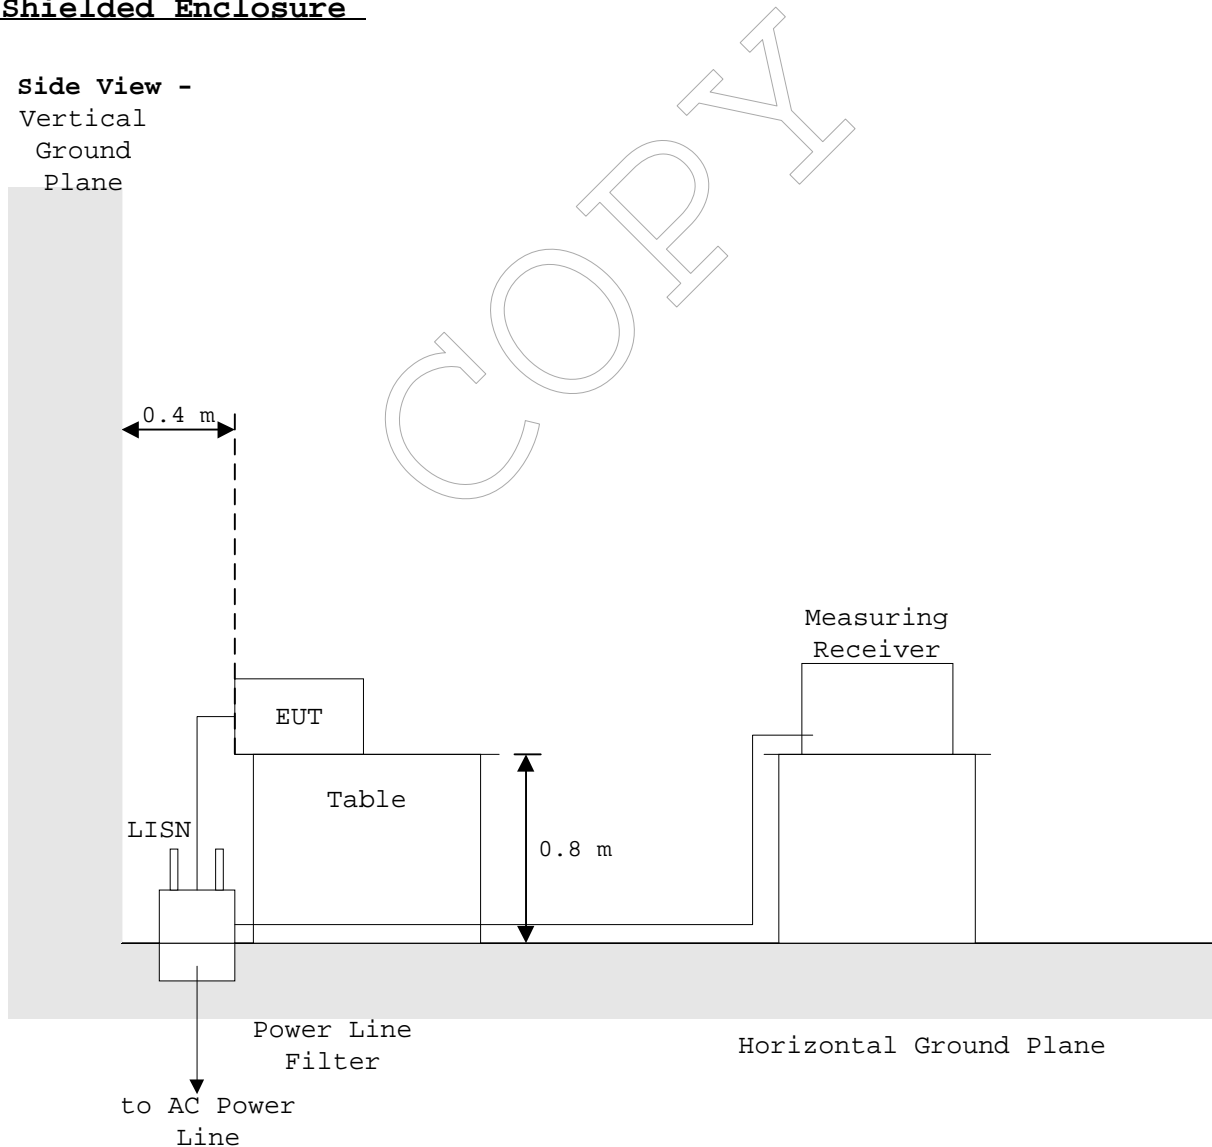 Shielded Enclosure
Side View -
Vertical
Ground
Plane
COPY
0.4 m
Measuring
Receiver
EUT
Table
LISN
0.8 m
Power Line
Filter
Horizontal Ground Plane
to AC Power
Line